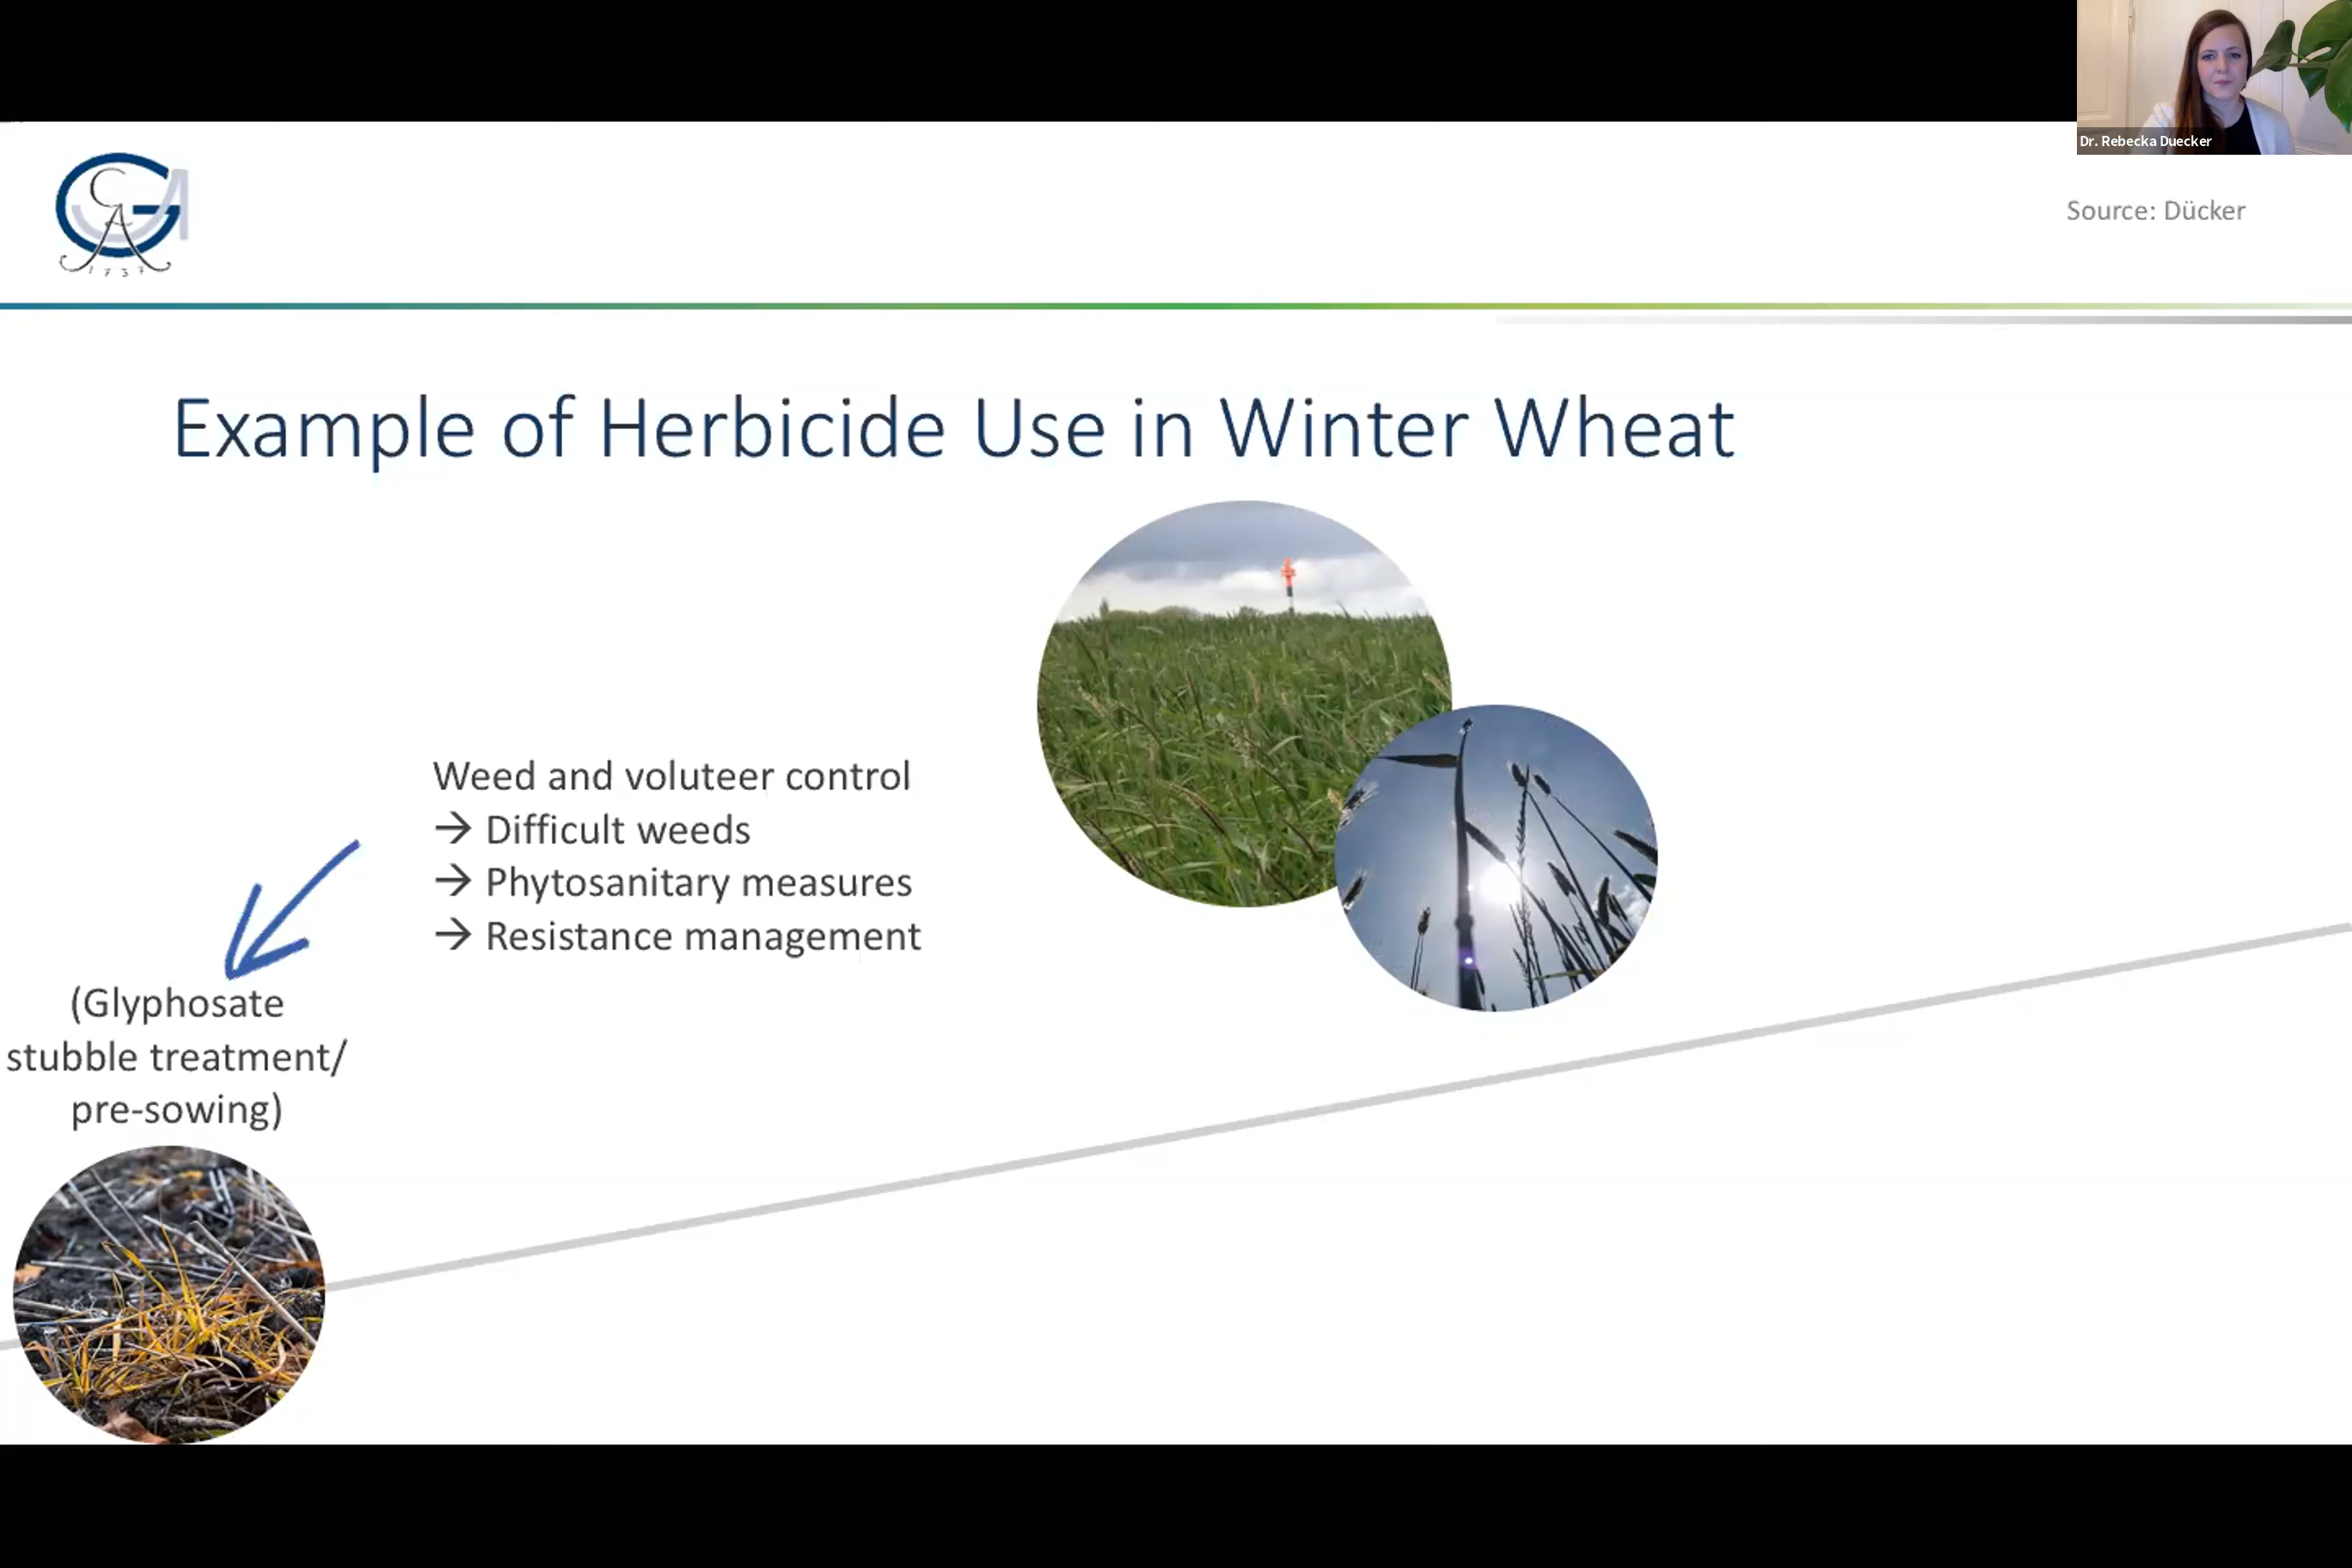 Dr. Rebecka Duecker
Source: Dücker
1737
Example of Herbicide Use in Winter Wheat
Weed and voluteer control
→ Difficult weeds
→ Phytosanitary measures
→ Resistance management
(Glyphosate
stubble treatment/
pre-sowing)